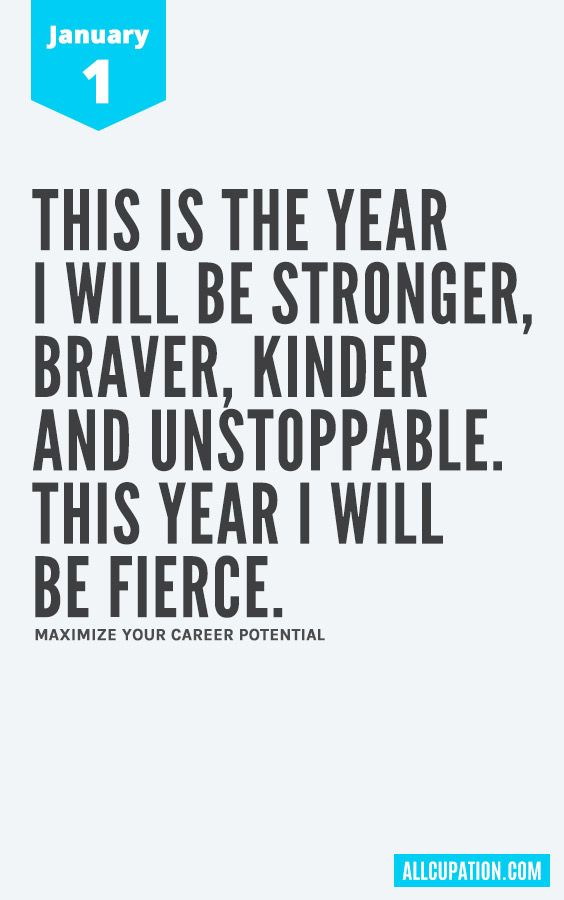 January
1
THIS IS THE YEAR
I WILL BE STRONGER,
BRAVER, KINDER
AND UNSTOPPABLE.
THIS YEAR I WILL
BE FIERCE.
MAXIMIZE YOUR CAREER POTENTIAL
ALLCUPATION.COM